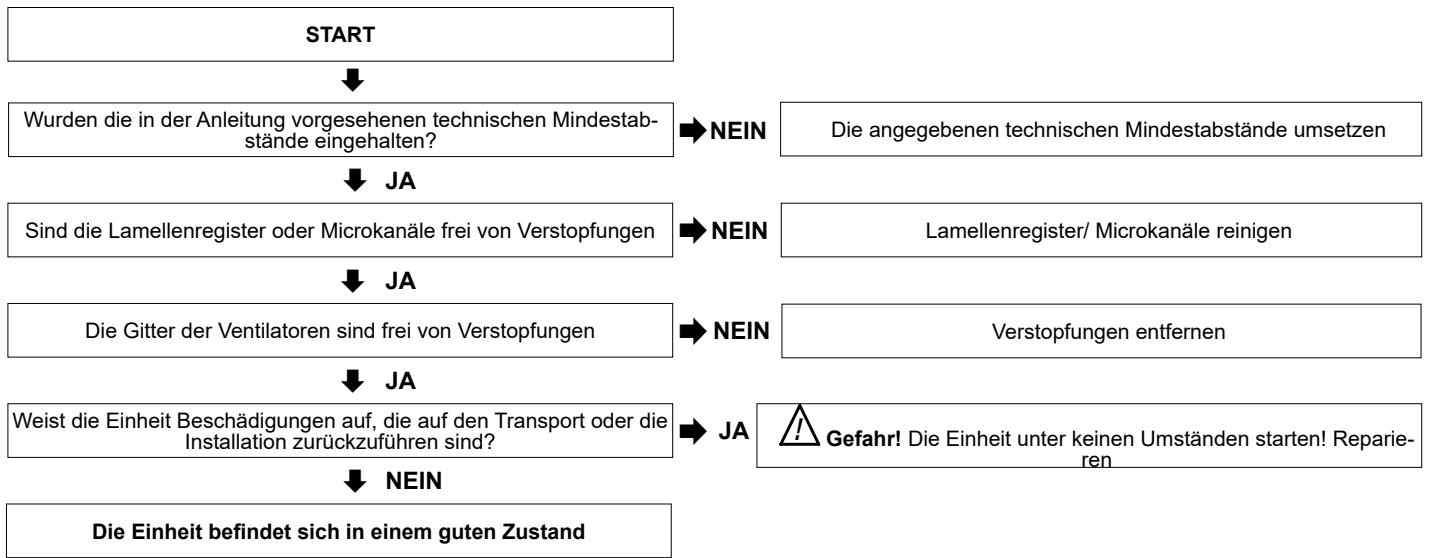 START
Wurden die in der Anleitung vorgesehenen technischen Mindestab-
stände eingehalten?
NEIN
Die angegebenen technischen Mindestabstände umsetzen
JA
Sind die Lamellenregister oder Microkanäle frei von Verstopfungen
NEIN
Lamellenregister/ Microkanäle reinigen
JA
Die Gitter der Ventilatoren sind frei von Verstopfungen
NEIN
Verstopfungen entfernen
JA
Weist die Einheit Beschädigungen auf, die auf den Transport oder die
Installation zurückzuführen sind?
JA
! Gefahr! Die Einheit unter keinen Umständen starten! Reparie-
ren
NEIN
Die Einheit befindet sich in einem guten Zustand